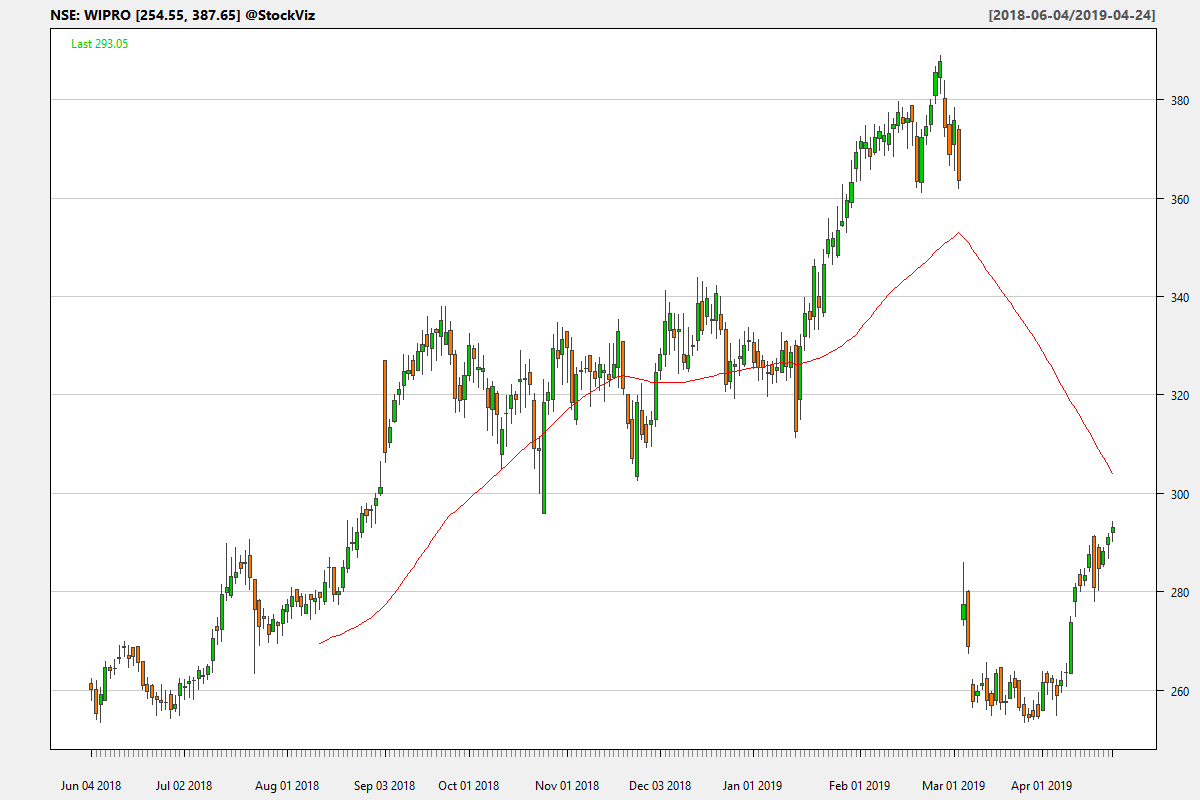 NSE: WIPRO [254.55, 387.65] @StockViz [2018-06-04/2019-04-24]
Last 293.05
380
360
340
320
300
280
260
Jun 04 2018 Jul 02 2018 Aug 01 2018 Sep 03 2018 Oct 01 2018 Nov 01 2018 Dec 03 2018 Jan 01 2019 Feb 01 2019 Mar 01 2019 Apr 01 2019